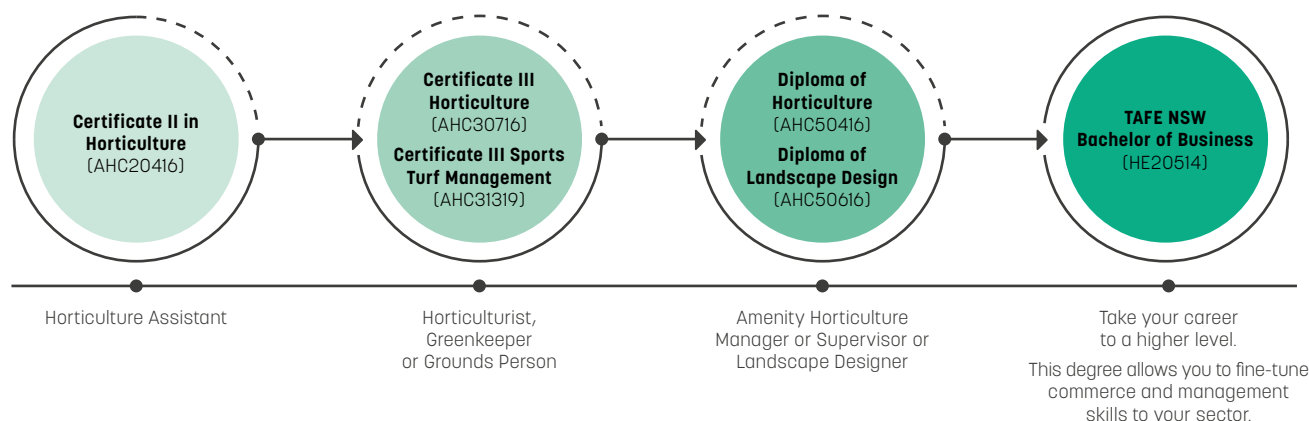 Certificate II in
Horticulture
(AHC20416)
Certificate III
Horticulture
(AHC30716)
Certificate III Sports
Turf Management
(AHC31319)
Diploma of
Horticulture
(AHC50416)
Diploma of
Landscape Design
(AHC50616)
TAFE NSW
Bachelor of Business
(HE20514)
Horticulture Assistant
Horticulturist,
Greenkeeper
or Grounds Person
Amenity Horticulture
Manager or Supervisor or
Landscape Designer
Take your career
to a higher level.
This degree allows you to fine-tune
commerce and management
skills to your sector.